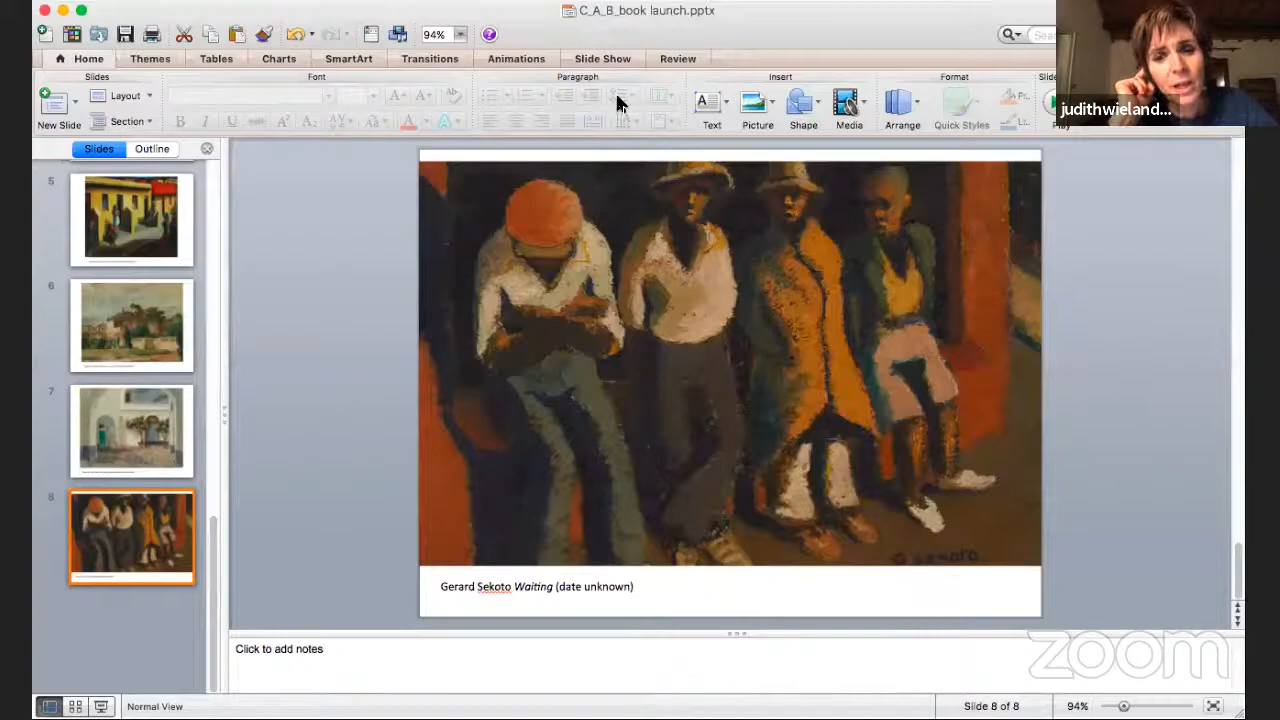 C_A_B_book launch.pptx
94%
Home Themes Tables Charts SmartArt Transitions Animations Slide Show Review
Slides Font Paragraph Insert Format
Layout
Section
New Slide
Text Picture Shape Media Arrange Quick Styles
judithwieland...
Slides Outline
5
6
7
8
G SEKOTO
Gerard Sekoto Waiting (date unknown)
Click to add notes
zoom
Normal View Slide 8 of 8 94%